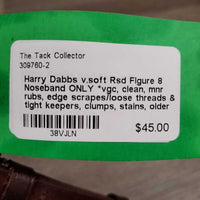 The Tack Collector
309760-2
Harry Dabbs v.soft Rsd Figure 8
Noseband ONLY *vgc, clean, mnr
rubs, edge scrapes/loose threads &
tight keepers, clumps, stains, older
38VJLN
$45.00